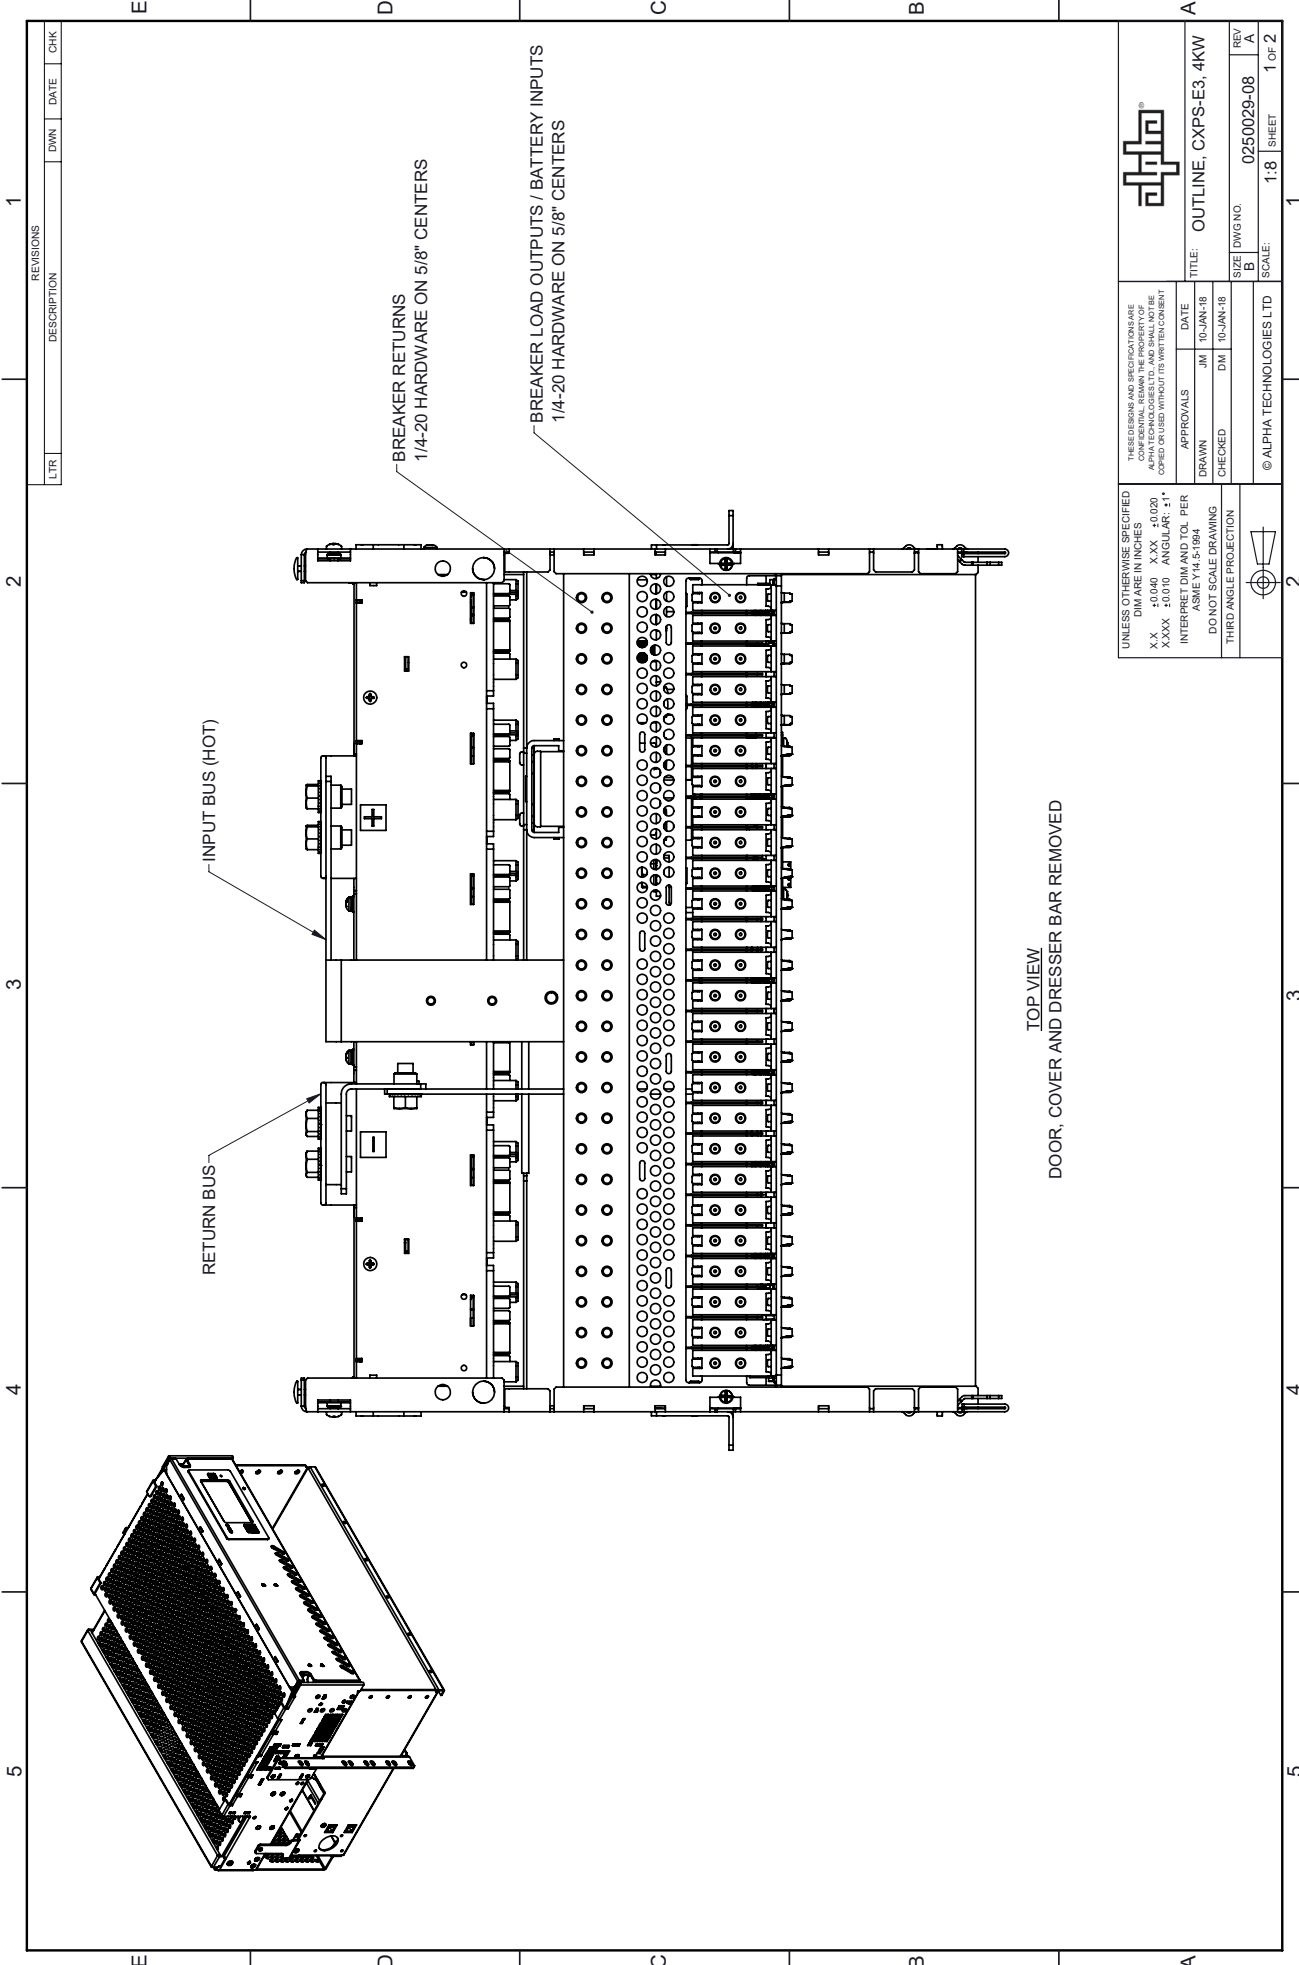 5
4
3
2
1
E
D
C
B
A
REVISIONS
LTR
DESCRIPTION
DWN
DATE
CHK
RETURN BUS
INPUT BUS (HOT)
BREAKER RETURNS
1/4-20 HARDWARE ON 5/8" CENTERS
BREAKER LOAD OUTPUTS / BATTERY INPUTS
1/4-20 HARDWARE ON 5/8" CENTERS
-
+
TOP VIEW
DOOR, COVER AND DRESSER BAR REMOVED
UNLESS OTHERWISE SPECIFIED
DIM ARE IN INCHES
X.X ±0.040 X.XX ±0.020
X.XXX ±0.010 ANGULAR: ±1°
INTERPRET DIM AND TOL PER
ASME Y14.5-1994
DO NOT SCALE DRAWING
THIRD ANGLE PROJECTION
THESE DESIGNS AND SPECIFICATIONS ARE
CONFIDENTIAL, REMAIN THE PROPERTY OF
ALPHA TECHNOLOGIES LTD., AND SHALL NOT BE
COPIED OR USED WITHOUT ITS WRITTEN CONSENT
APPROVALS DATE
DRAWN JM 10-JAN-18
CHECKED DM 10-JAN-18
© ALPHA TECHNOLOGIES LTD
alpha®
TITLE:
OUTLINE, CXPS-E3, 4KW
SIZE
B
DWG NO.
0250029-08
REV
A
SCALE: 1:8
SHEET 1 OF 2
E
D
C
B
A
5
4
3
2
1